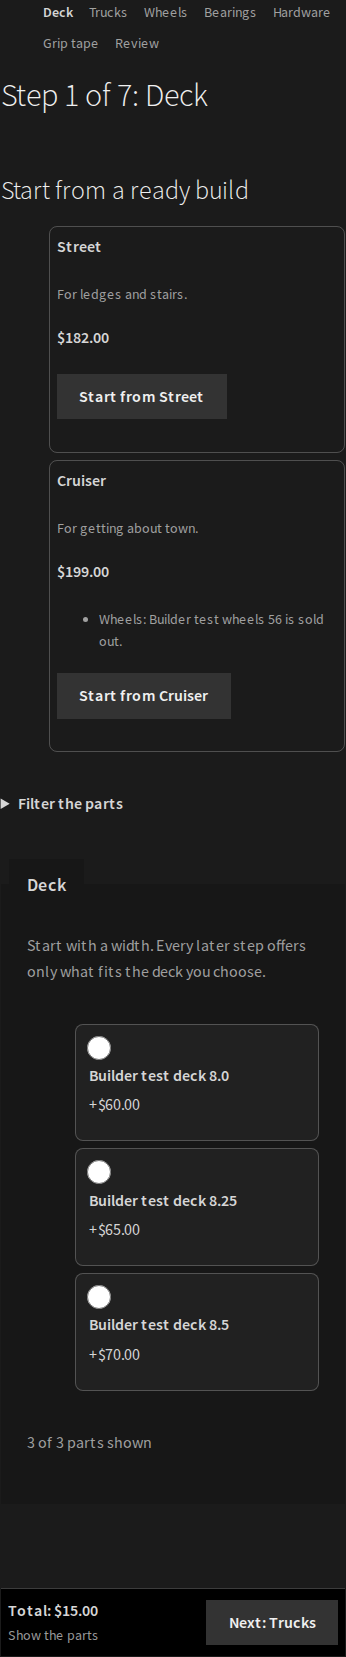 Deck Trucks Wheels Bearings Hardware
Grip tape Review
Step 1 of 7: Deck
Start from a ready build
Street
For ledges and stairs.
$182.00
Start from Street
Cruiser
For getting about town.
$199.00
Wheels: Builder test wheels 56 is sold
out.
Start from Cruiser
Filter the parts
Deck
Start with a width. Every later step offers
only what fits the deck you choose.
Builder test deck 8.0
+$60.00
Builder test deck 8.25
+$65.00
Builder test deck 8.5
+$70.00
3 of 3 parts shown
Total: $15.00
Show the parts
Next: Trucks